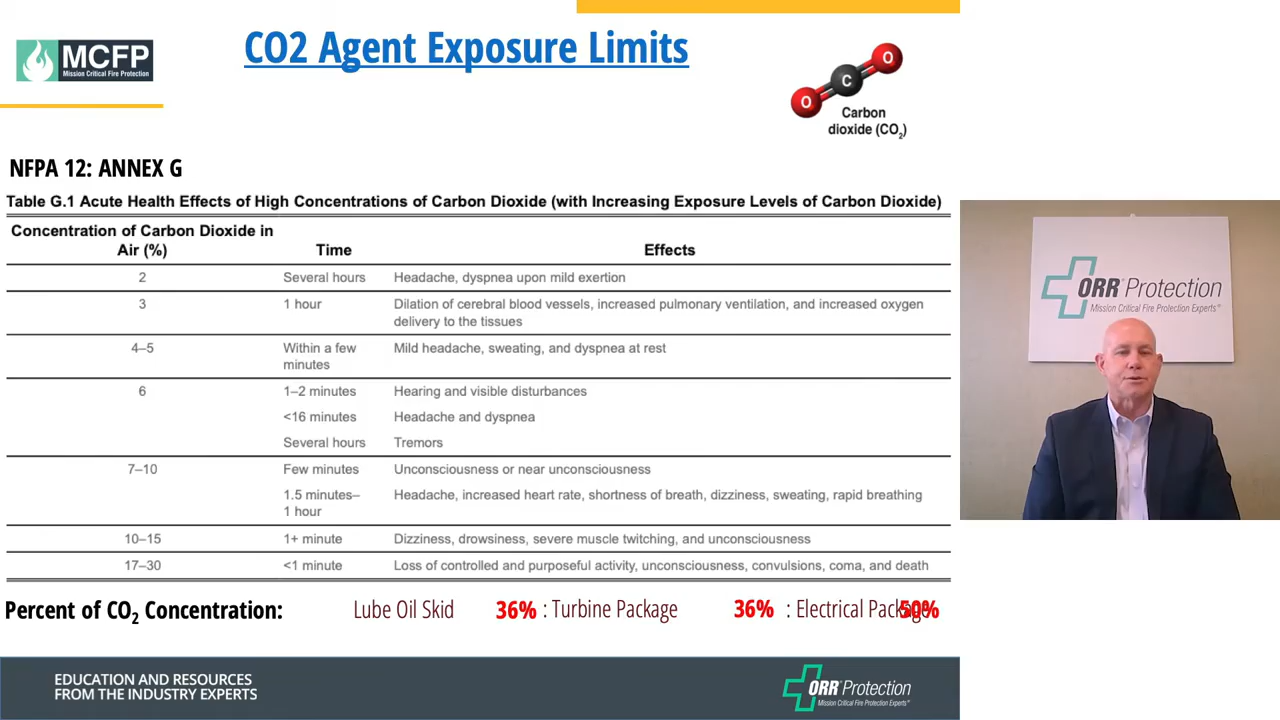 MCFP
Mission Critical Fire Protection
CO2 Agent Exposure Limits
O
C
O
Carbon
dioxide (CO₂)
NFPA 12: ANNEX G
Table G.1 Acute Health Effects of High Concentrations of Carbon Dioxide (with Increasing Exposure Levels of Carbon Dioxide)
Concentration of Carbon Dioxide in
Air (%) Time Effects
2 Several hours Headache, dyspnea upon mild exertion
3 1 hour Dilation of cerebral blood vessels, increased pulmonary ventilation, and increased oxygen
delivery to the tissues
4–5 Within a few Mild headache, sweating, and dyspnea at rest
minutes
6 1–2 minutes Hearing and visible disturbances
<16 minutes Headache and dyspnea
Several hours Tremors
7–10 Few minutes Unconsciousness or near unconsciousness
1.5 minutes– Headache, increased heart rate, shortness of breath, dizziness, sweating, rapid breathing
1 hour
10–15 1+ minute Dizziness, drowsiness, severe muscle twitching, and unconsciousness
17–30 <1 minute Loss of controlled and purposeful activity, unconsciousness, convulsions, coma, and death
Percent of CO₂ Concentration: Lube Oil Skid 36% : Turbine Package 36% : Electrical Package 50%
ORR® Protection
Mission Critical Fire Protection Experts®
EDUCATION AND RESOURCES
FROM THE INDUSTRY EXPERTS
ORR® Protection
Mission Critical Fire Protection Experts®